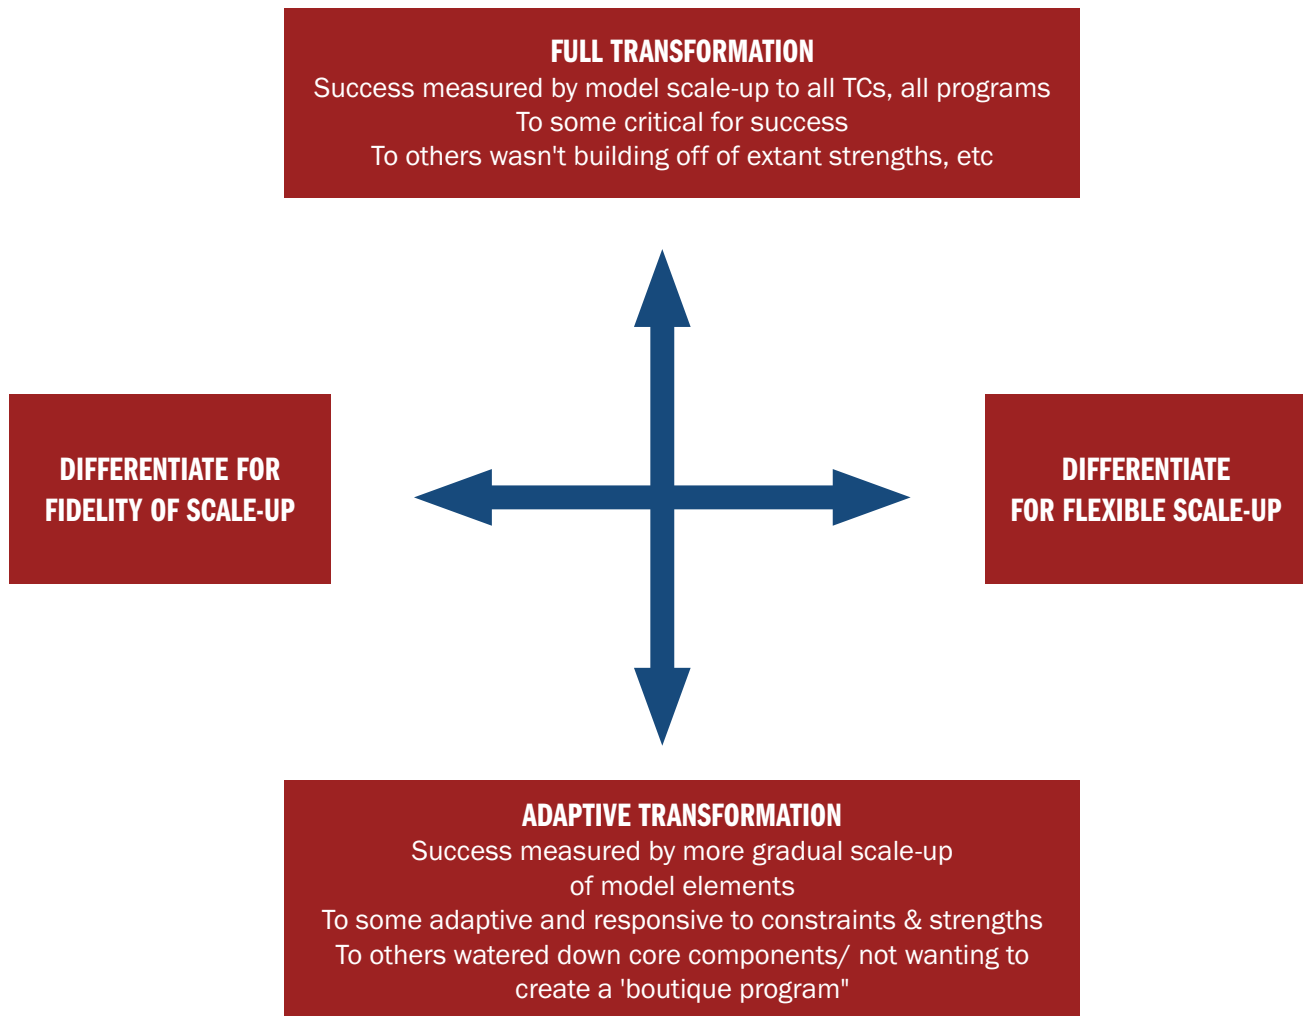 FULL TRANSFORMATION
Success measured by model scale-up to all TCs, all programs
To some critical for success
To others wasn't building off of extant strengths, etc
DIFFERENTIATE FOR
FIDELITY OF SCALE-UP
DIFFERENTIATE
FOR FLEXIBLE SCALE-UP
ADAPTIVE TRANSFORMATION
Success measured by more gradual scale-up
of model elements
To some adaptive and responsive to constraints & strengths
To others watered down core components/ not wanting to
create a 'boutique program"